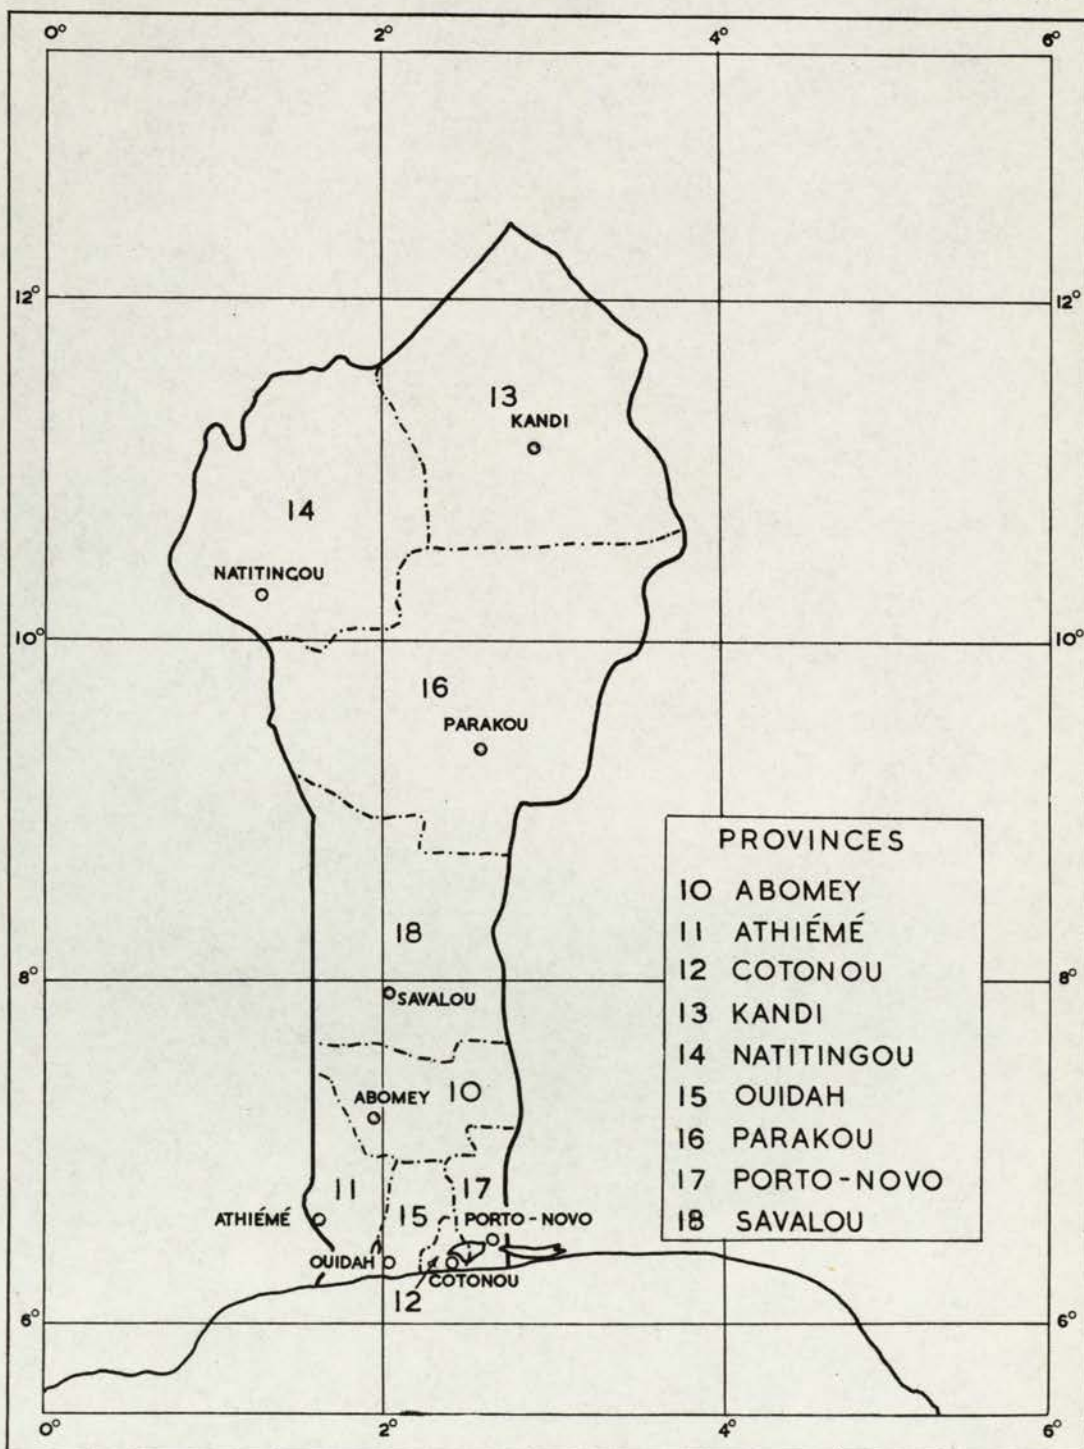 0° 2° 4° 6°
12° 12°
13
KANDI
14
NATITINGOU
10° 10°
16
PARAKOU
PROVINCES
10 ABOMEY
11 ATHIÉMÉ
12 COTONOU
13 KANDI
14 NATITINGOU
15 OUIDAH
16 PARAKOU
17 PORTO-NOVO
18 SAVALOU
18
8° 8°
SAVALOU
10
ABOMEY
11
17
15
ATHIÉMÉ
PORTO-NOVO
OUIDAH
COTONOU
12
6° 6°
0° 2° 4° 6°